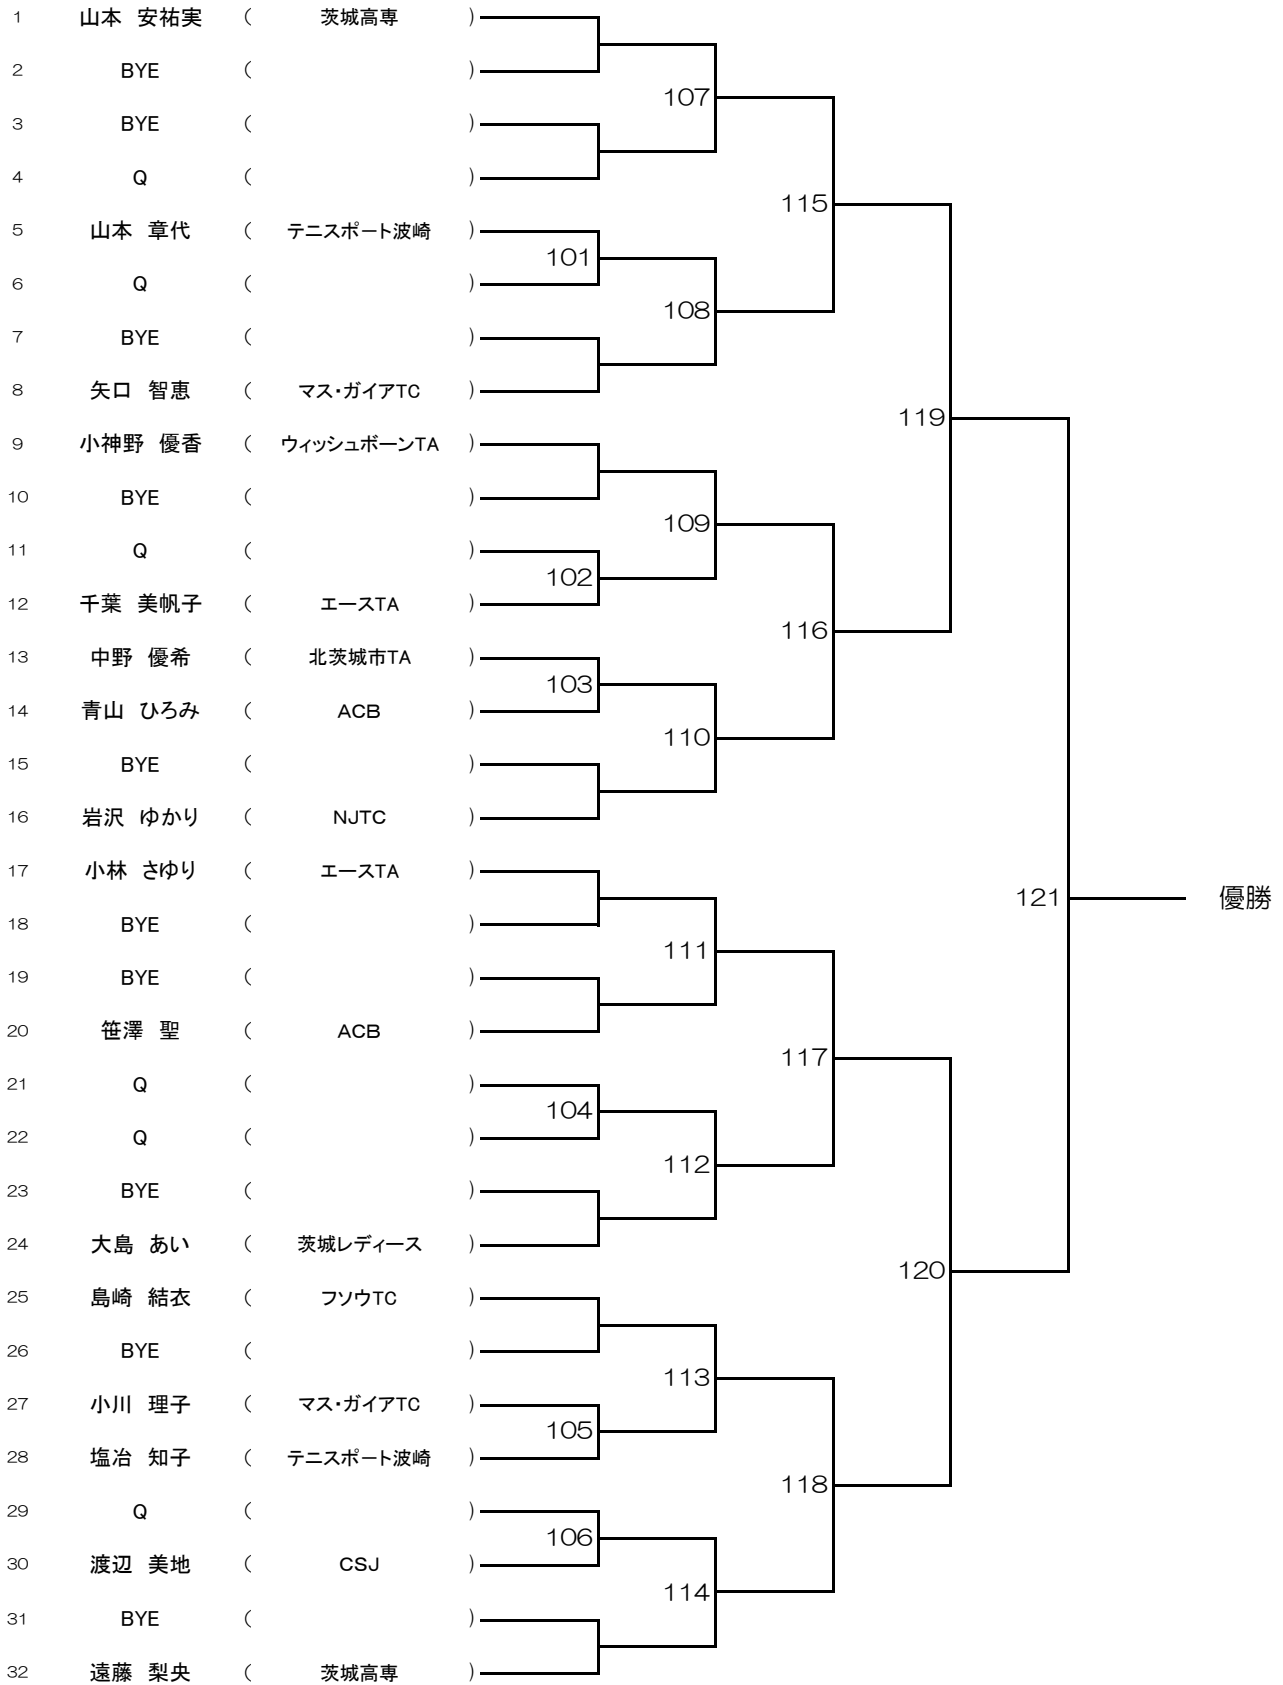 1 山本 安祐実 ( 茨城高専 )
2 BYE ( )
107
3 BYE ( )
4 Q ( )
115
5 山本 章代 ( テニスポート波崎 )
101
6 Q ( )
108
7 BYE ( )
8 矢口 智恵 ( マス・ガイアTC )
119
9 小神野 優香 ( ウィッシュボーンTA )
10 BYE ( )
109
11 Q ( )
102
12 千葉 美帆子 ( エースTA )
116
13 中野 優希 ( 北茨城市TA )
103
14 青山 ひろみ ( ACB )
110
15 BYE ( )
16 岩沢 ゆかり ( NJTC )
17 小林 さゆり ( エースTA )
121 優勝
18 BYE ( )
111
19 BYE ( )
20 笹澤 聖 ( ACB )
117
21 Q ( )
104
22 Q ( )
112
23 BYE ( )
24 大島 あい ( 茨城レディース )
120
25 島崎 結衣 ( フソウTC )
26 BYE ( )
113
27 小川 理子 ( マス・ガイアTC )
105
28 塩冶 知子 ( テニスポート波崎 )
118
29 Q ( )
106
30 渡辺 美地 ( CSJ )
114
31 BYE ( )
32 遠藤 梨央 ( 茨城高専 )